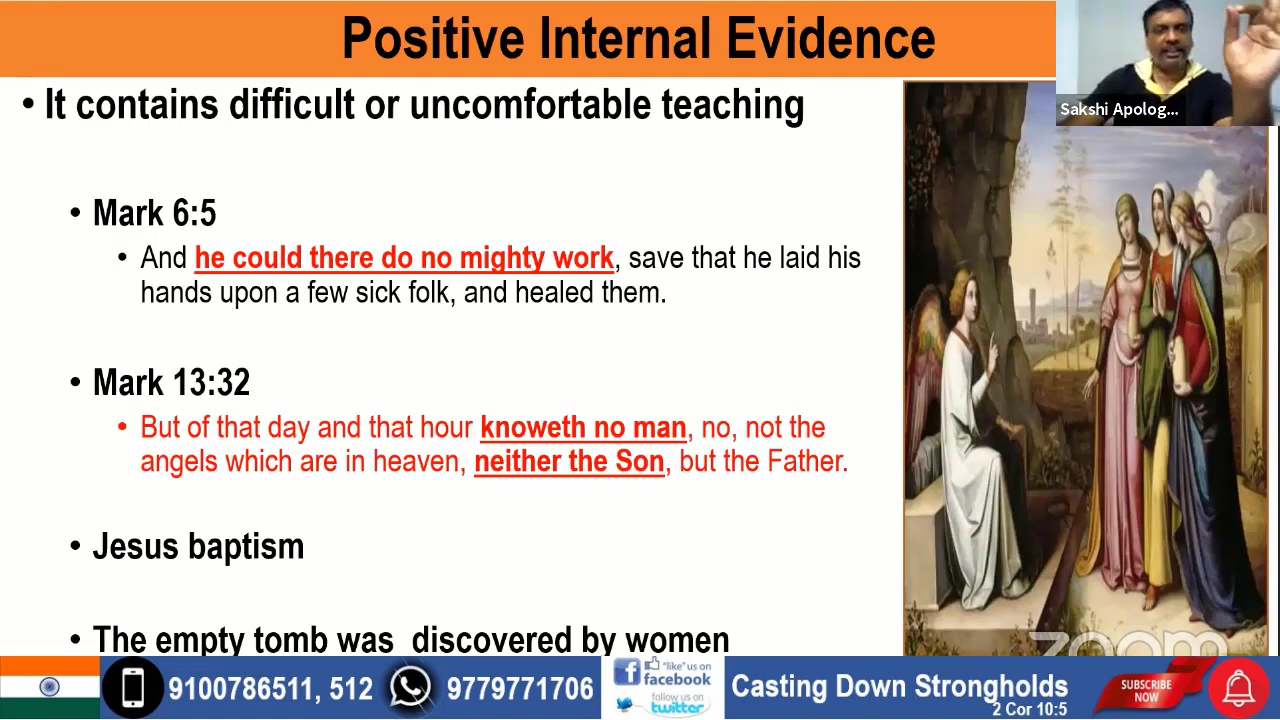 Positive Internal Evidence
• It contains difficult or uncomfortable teaching
Sakshi Apolog...
• Mark 6:5
• And he could there do no mighty work, save that he laid his
hands upon a few sick folk, and healed them.
• Mark 13:32
• But of that day and that hour knoweth no man, no, not the
angels which are in heaven, neither the Son, but the Father.
• Jesus baptism
• The empty tomb was discovered by women
zoom
9100786511, 512
9779771706
"like" us on
facebook
follow us on
twitter
Casting Down Strongholds
2 Cor 10:5
SUBSCRIBE
NOW